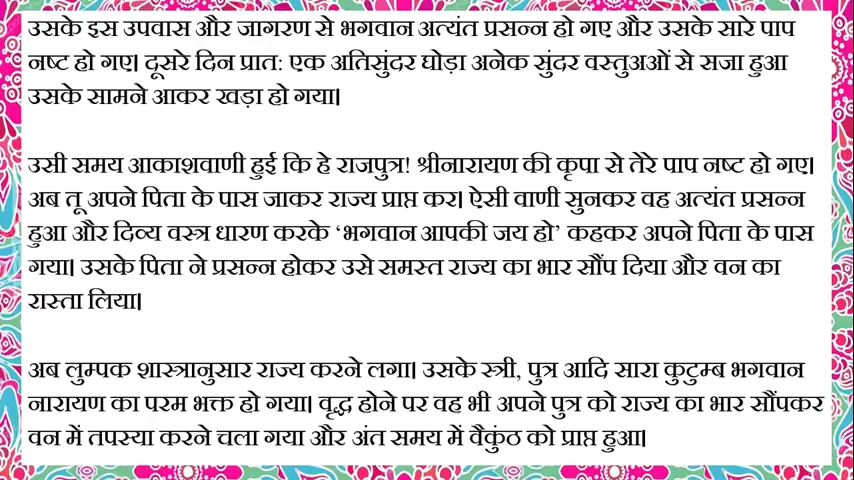 उसके इस उपवास और जागरण से भगवान अत्यंत प्रसन्न हो गए और उसके सारे पाप
नष्ट हो गए। दूसरे दिन प्रात: एक अतिसुंदर घोड़ा अनेक सुंदर वस्तुअओं से सजा हुआ
उसके सामने आकर खड़ा हो गया।
उसी समय आकाशवाणी हुई कि हे राजपुत्र! श्रीनारायण की कृपा से तेरे पाप नष्ट हो गए।
अब तू अपने पिता के पास जाकर राज्य प्राप्त कर। ऐसी वाणी सुनकर वह अत्यंत प्रसन्न
हुआ और दिव्य वस्त्र धारण करके ‘भगवान आपकी जय हो’ कहकर अपने पिता के पास
गया। उसके पिता ने प्रसन्न होकर उसे समस्त राज्य का भार सौंप दिया और वन का
रास्ता लिया।
अब लुम्पक शास्त्रानुसार राज्य करने लगा। उसके स्त्री, पुत्र आदि सारा कुटुम्ब भगवान
नारायण का परम भक्त हो गया। वृद्ध होने पर वह भी अपने पुत्र को राज्य का भार सौंपकर
वन में तपस्या करने चला गया और अंत समय में वैकुंठ को प्राप्त हुआ।